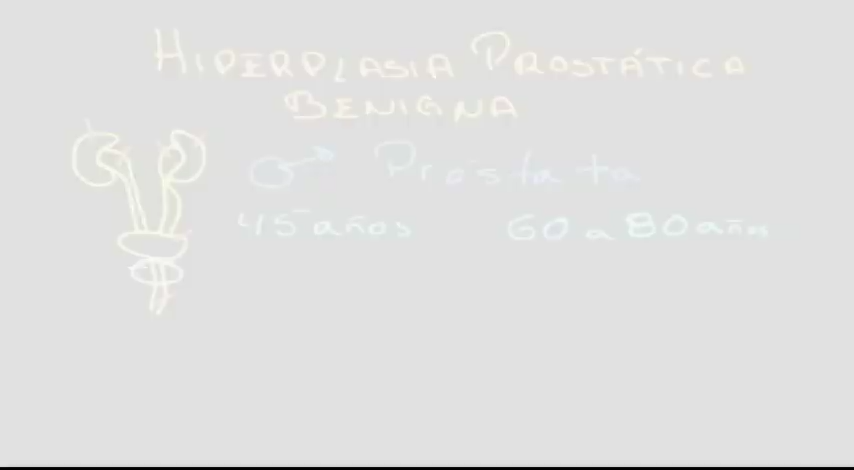 HIPERPLASIA PROSTÁTICA
BENIGNA
♂ Próstata
45 años 60 a 80 años